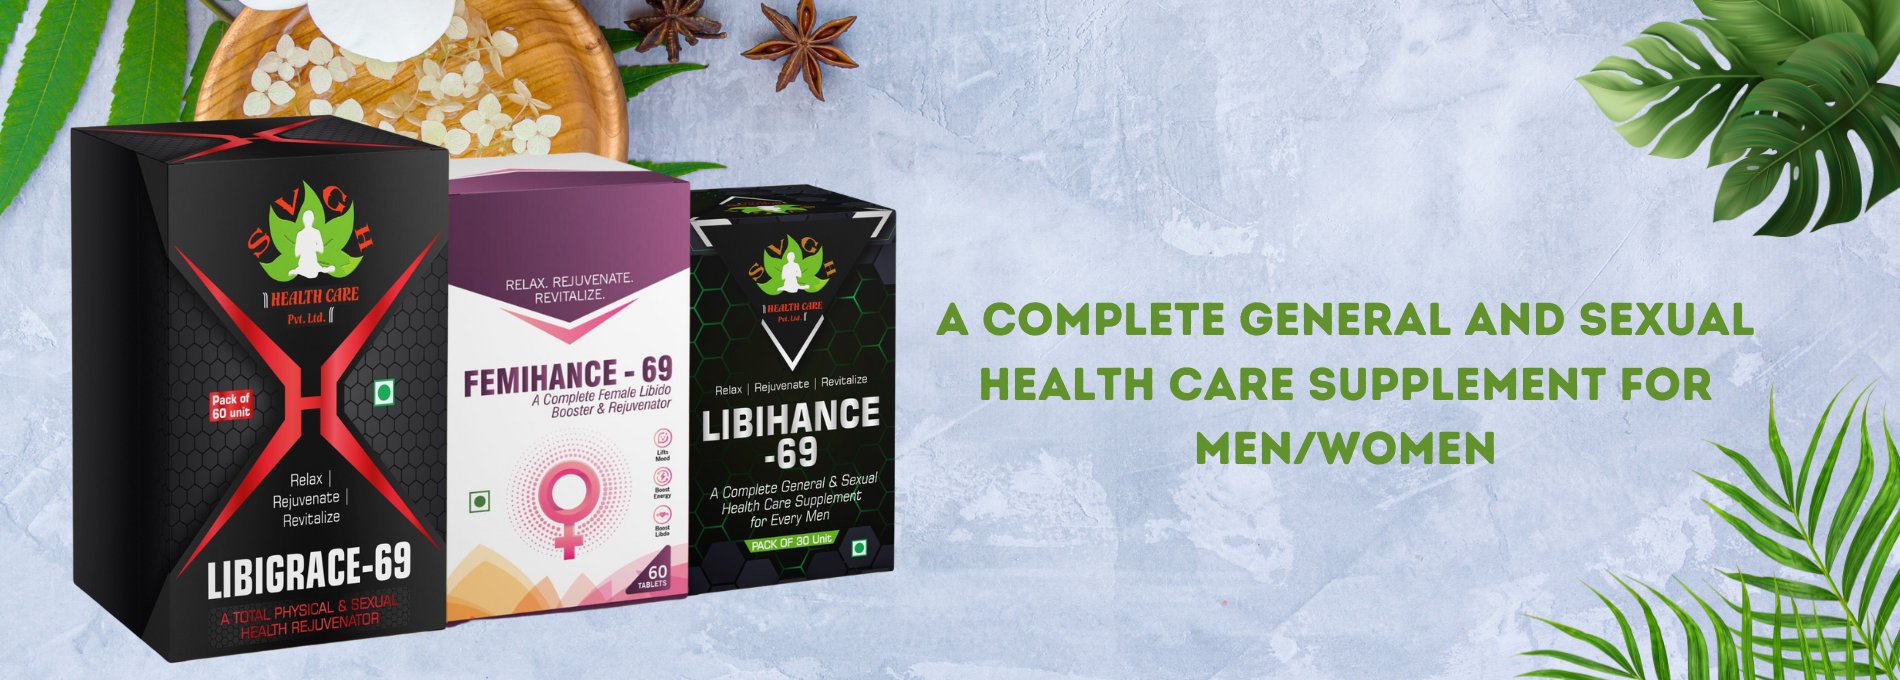 SVGH
HEALTH CARE
Pvt. Ltd.
Pack of
60 unit
Relax |
Rejuvenate |
Revitalize
LIBIGRACE-69
A TOTAL PHYSICAL & SEXUAL
HEALTH REJUVENATOR
RELAX. REJUVENATE.
REVITALIZE.
FEMIHANCE - 69
A Complete Female Libido
Booster & Rejuvenator
Lifts
Mood
Boost
Energy
Boost
Libdo
60
TABLETS
SVGH
HEALTH CARE
Pvt. Ltd.
Relax | Rejuvenate | Revitalize
LIBIHANCE
-69
A Complete General & Sexual
Health Care Supplement
for Every Men
PACK OF 30 Unit
A COMPLETE GENERAL AND SEXUAL
HEALTH CARE SUPPLEMENT FOR
MEN/WOMEN